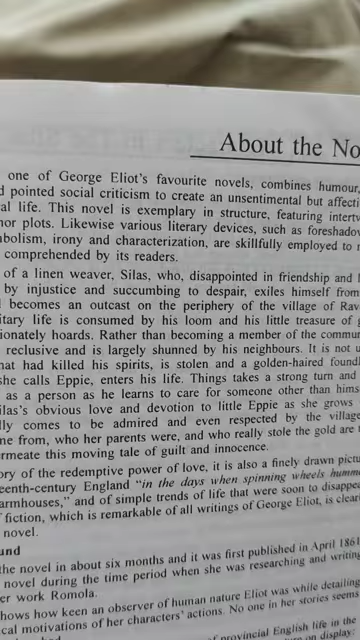 About the No
one of George Eliot's favourite novels, combines humour,
d pointed social criticism to create an unsentimental but affecti
al life. This novel is exemplary in structure, featuring intertw
nor plots. Likewise various literary devices, such as foreshadow
mbolism, irony and characterization, are skillfully employed to r
comprehended by its readers.
of a linen weaver, Silas, who, disappointed in friendship and l
by injustice and succumbing to despair, exiles himself from
l becomes an outcast on the periphery of the village of Rav
itary life is consumed by his loom and his little treasure of g
ionately hoards. Rather than becoming a member of the commun
reclusive and is largely shunned by his neighbours. It is not u
hat had killed his spirits, is stolen and a golden-haired found
she calls Eppie, enters his life. Things takes a strong turn and
as a person as he learns to care for someone other than hims
ilas's obvious love and devotion to little Eppie as she grows
lly comes to be admired and even respected by the village
ne from, who her parents were, and who really stole the gold are t
rmeate this moving tale of guilt and innocence.
ory of the redemptive power of love, it is also a finely drawn pictu
eenth-century England "in the days when spinning wheels humme
armhouses," and of simple trends of life that were soon to disappea
fiction, which is remarkable of all writings of George Eliot, is clearl
novel.
und
the novel in about six months and it was first published in April 1861
novel during the time period when she was researching and writing
er work Romola.
hows how keen an observer of human nature Eliot was while detailing
ical motivations of her characters' actions. No one in her stories seems
of provincial English life in the
turn on display